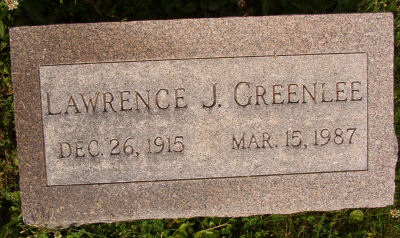 LAWRENCE J. GREENLEE
DEC. 26, 1915 MAR. 15, 1987